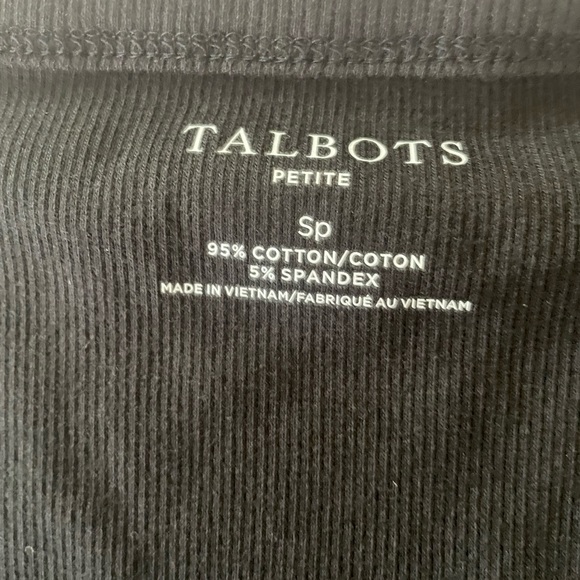 TALBOTS
PETITE
Sp
95% COTTON/COTON
5% SPANDEX
MADE IN VIETNAM/FABRIQUÉ AU VIETNAM